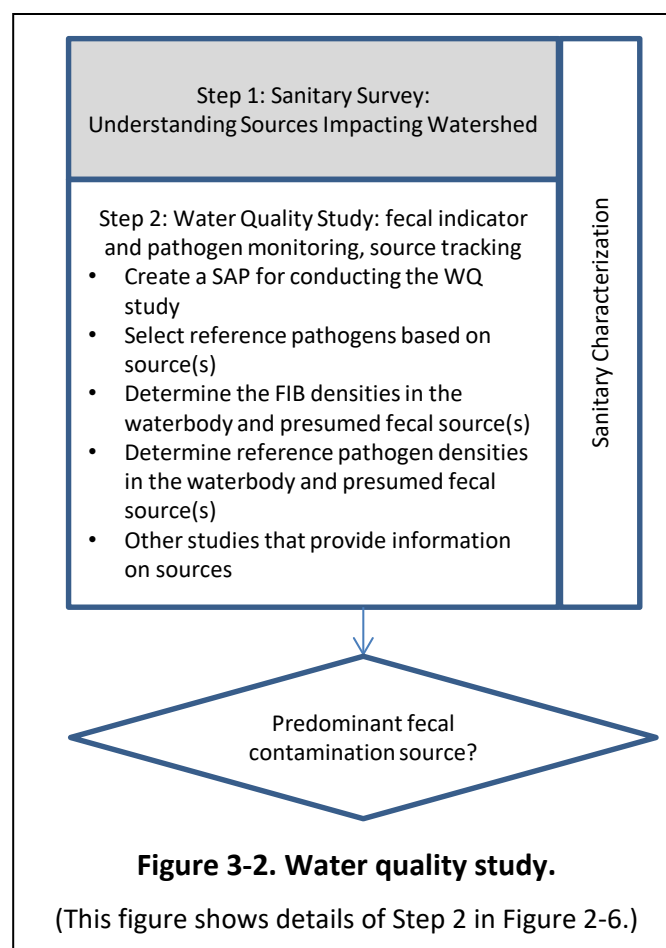 Step 1: Sanitary Survey:
Understanding Sources Impacting Watershed
Step 2: Water Quality Study: fecal indicator
and pathogen monitoring, source tracking
• Create a SAP for conducting the WQ
study
• Select reference pathogens based on
source(s)
• Determine the FIB densities in the
waterbody and presumed fecal source(s)
• Determine reference pathogen densities
in the waterbody and presumed fecal
source(s)
• Other studies that provide information
on sources
Sanitary Characterization
Predominant fecal
contamination source?
Figure 3-2. Water quality study.
(This figure shows details of Step 2 in Figure 2-6.)